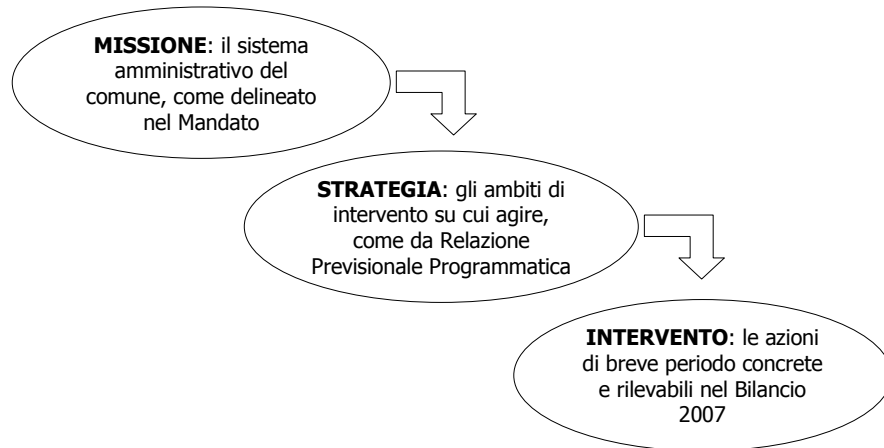 MISSIONE: il sistema
amministrativo del
comune, come delineato
nel Mandato
STRATEGIA: gli ambiti di
intervento su cui agire,
come da Relazione
Previsionale Programmatica
INTERVENTO: le azioni
di breve periodo concrete
e rilevabili nel Bilancio
2007